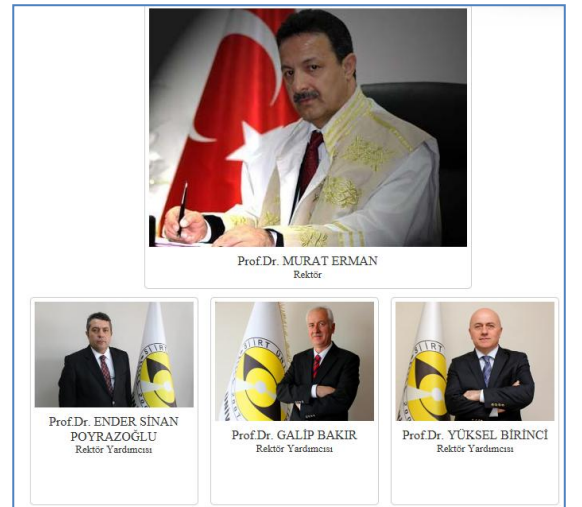 Prof.Dr. MURAT ERMAN
Rektör
Prof.Dr. ENDER SİNAN
POYRAZOĞLU
Rektör Yardımcısı
Prof.Dr. GALİP BAKIR
Rektör Yardımcısı
Prof.Dr. YÜKSEL BİRİNCİ
Rektör Yardımcısı